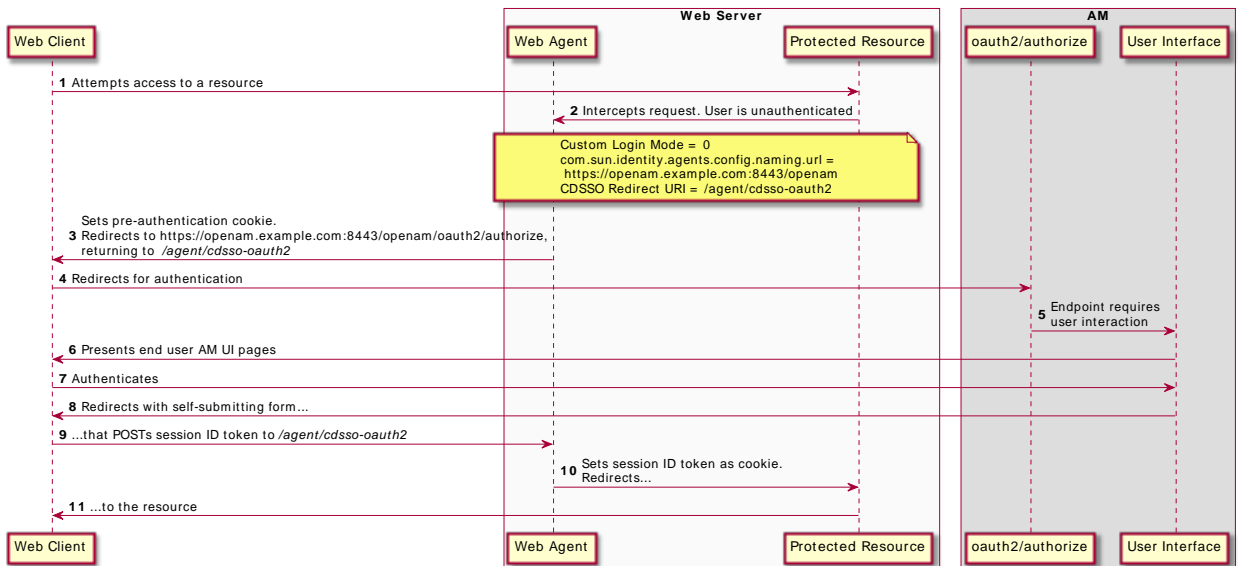 Web Server
AM
Web Client
Web Agent
Protected Resource
oauth2/authorize
User Interface
1 Attempts access to a resource
2 Intercepts request. User is unauthenticated
Custom Login Mode = 0
com.sun.identity.agents.config.naming.url =
https://openam.example.com:8443/openam
CDSSO Redirect URI = /agent/cdsso-oauth2
Sets pre-authentication cookie.
3 Redirects to https://openam.example.com:8443/openam/oauth2/authorize,
returning to /agent/cdsso-oauth2
4 Redirects for authentication
5 Endpoint requires
user interaction
6 Presents end user AM UI pages
7 Authenticates
8 Redirects with self-submitting form...
9 ...that POSTs session ID token to /agent/cdsso-oauth2
10 Sets session ID token as cookie.
Redirects...
11 ...to the resource
Web Client
Web Agent
Protected Resource
oauth2/authorize
User Interface